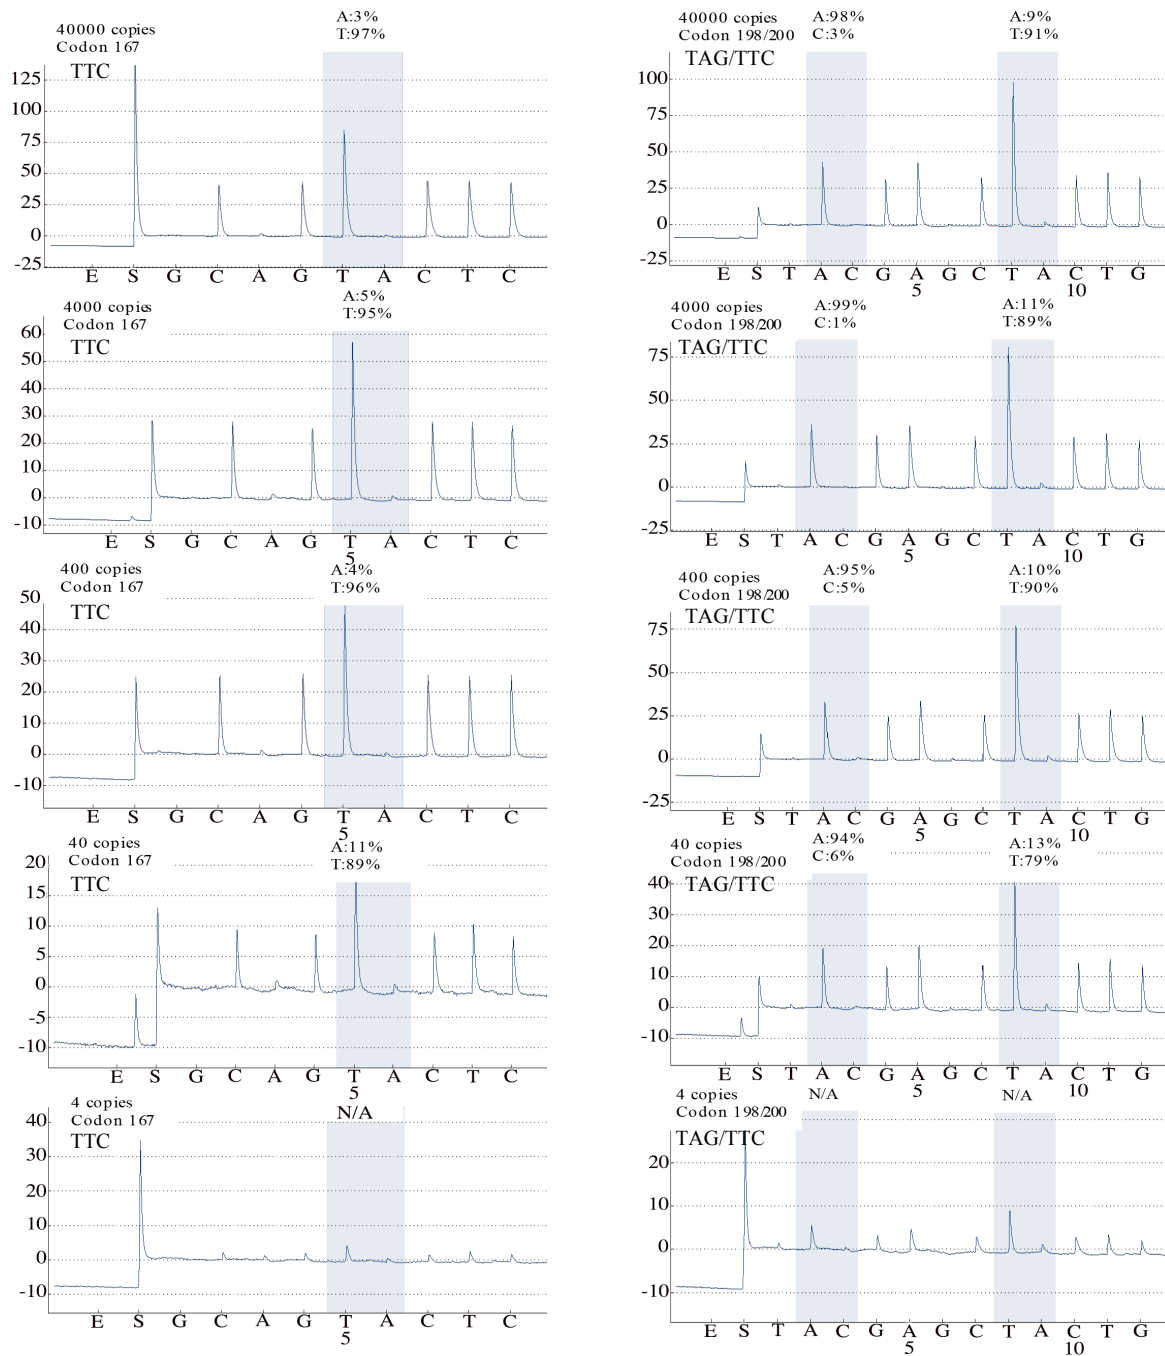 40000 copies
Codon 167
TTC
A:3%
T:97%
125
100
75
50
25
0
-25
E S G C A G T A C T C
40000 copies
Codon 198/200
TAG/TTC
A:98%
C:3%
A:9%
T:91%
100
75
50
25
0
-25
E S T A C G A G C T A C T G
5 10
4000 copies
Codon 167
TTC
A:5%
T:95%
60
50
40
30
20
10
0
-10
E S G C A G T A C T C
5
4000 copies
Codon 198/200
TAG/TTC
A:99%
C:1%
A:11%
T:89%
75
50
25
0
-25
E S T A C G A G C T A C T G
5 10
400 copies
Codon 167
TTC
A:4%
T:96%
50
40
30
20
10
0
-10
E S G C A G T A C T C
5
400 copies
Codon 198/200
TAG/TTC
A:95%
C:5%
A:10%
T:90%
75
50
25
0
-25
E S T A C G A G C T A C T G
5 10
40 copies
Codon 167
TTC
A:11%
T:89%
20
15
10
5
0
-5
-10
E S G C A G T A C T C
5
40 copies
Codon 198/200
TAG/TTC
A:94%
C:6%
A:13%
T:79%
40
30
20
10
0
-10
E S T A C G A G C T A C T G
5 10
4 copies
Codon 167
TTC
N/A
40
30
20
10
0
-10
E S G C A G T A C T C
5
4 copies
Codon 198/200
TAG/TTC
N/A
N/A
20
10
0
-10
E S T A C G A G C T A C T G
5 10